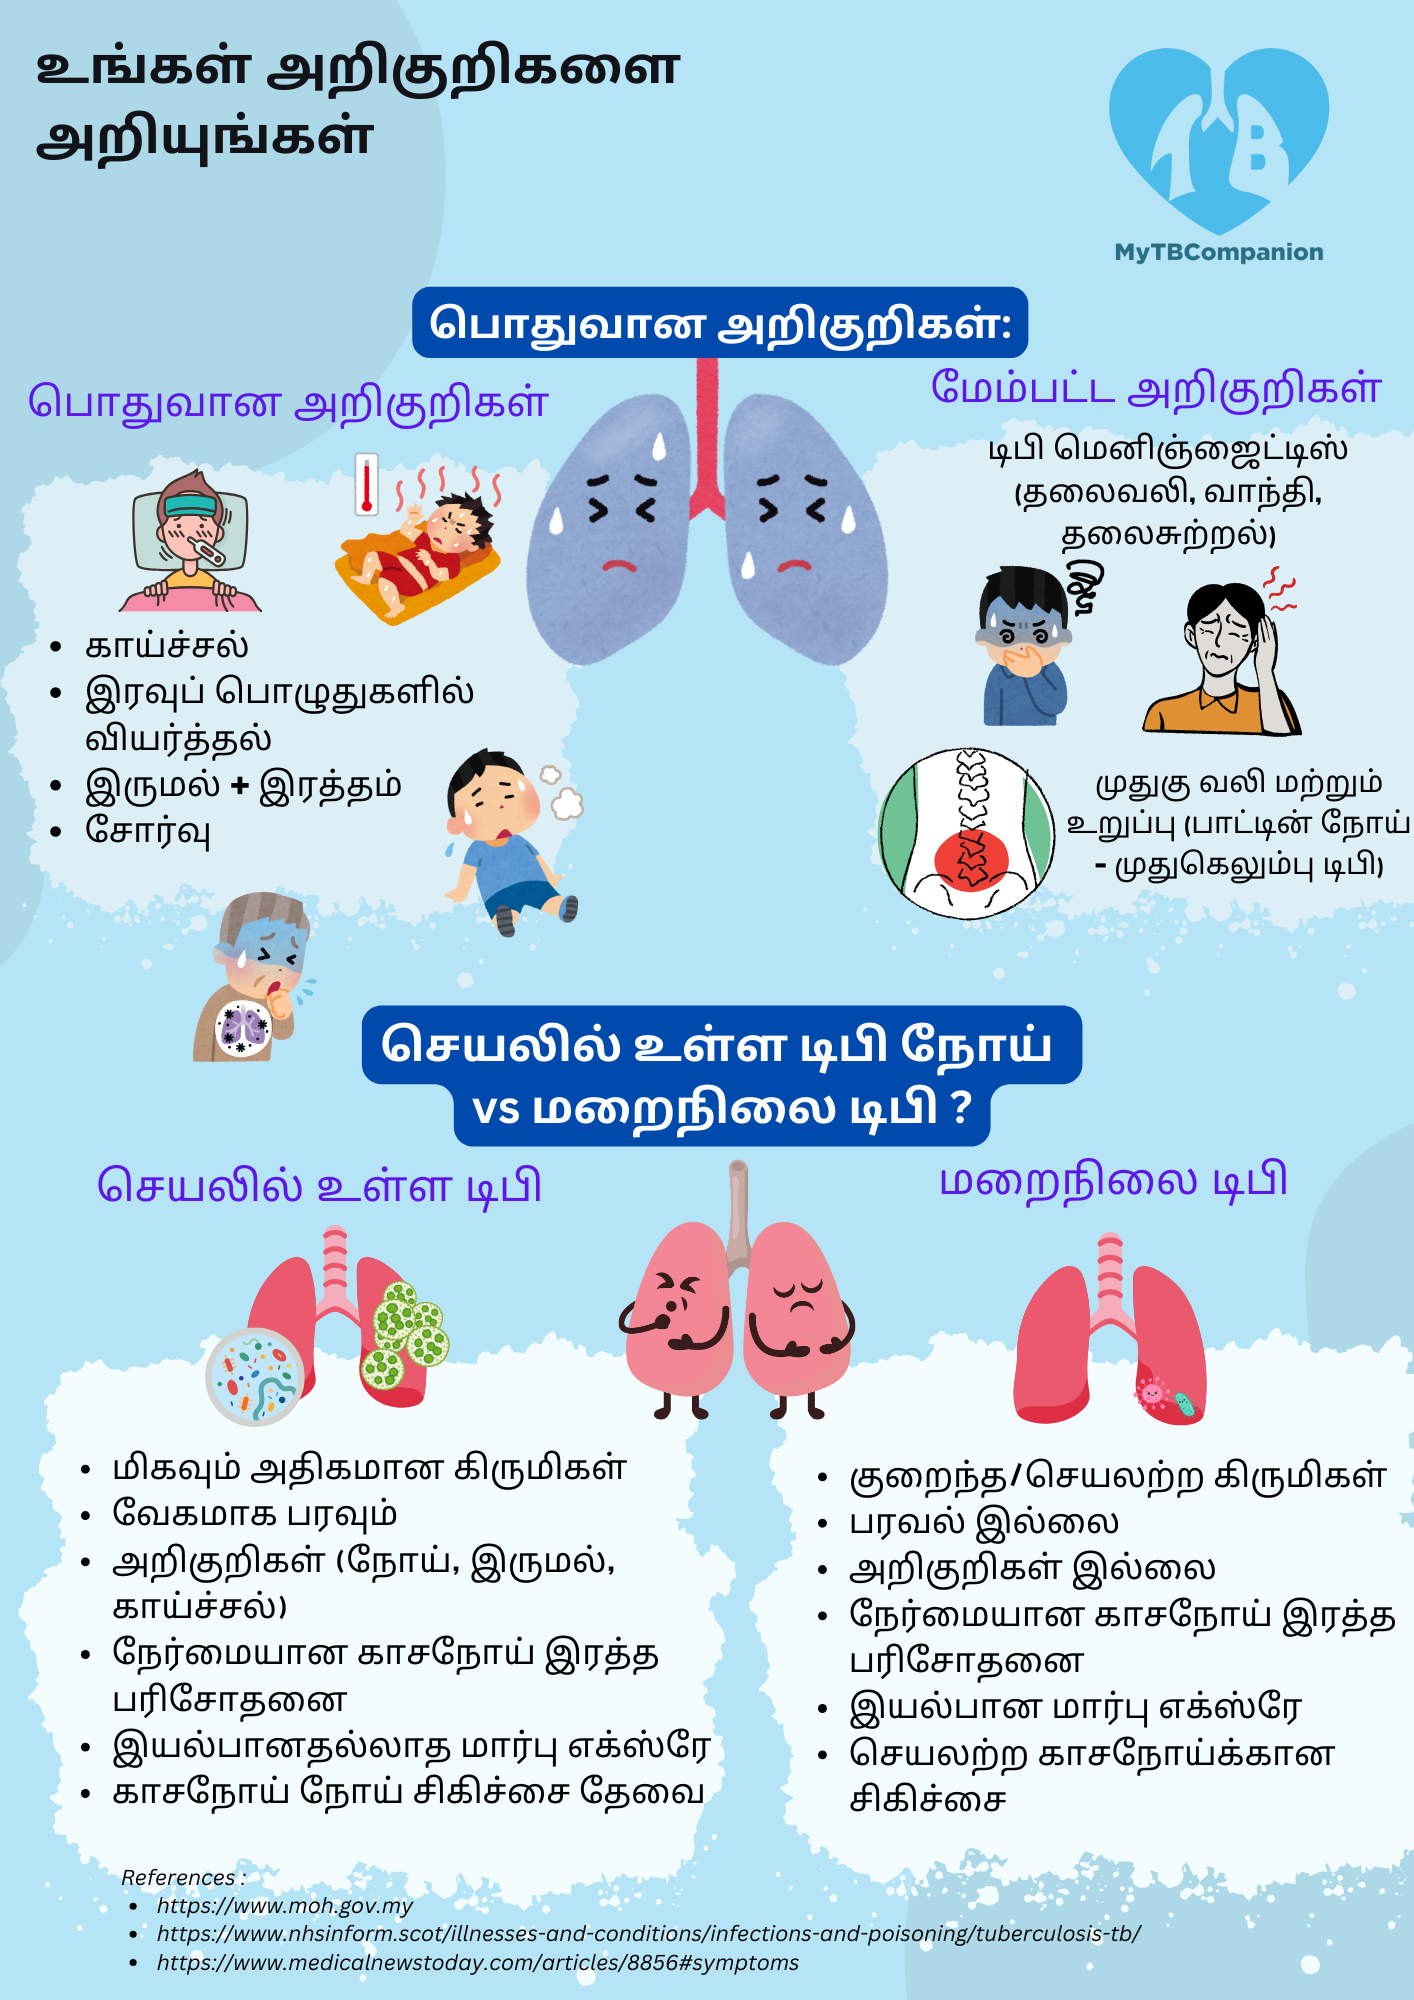 உங்கள் அறிகுறிகளை
அறியுங்கள்
MyTBCompanion
பொதுவான அறிகுறிகள்:
பொதுவான அறிகுறிகள்
• காய்ச்சல்
• இரவுப் பொழுதுகளில்
வியர்த்தல்
• இருமல் + இரத்தம்
• சோர்வு
மேம்பட்ட அறிகுறிகள்
டிபி மெனிஞ்ஜைட்டிஸ்
(தலைவலி, வாந்தி,
தலைசுற்றல்)
முதுகு வலி மற்றும்
உறுப்பு (பாட்டின் நோய்
- முதுகெலும்பு டிபி)
செயலில் உள்ள டிபி நோய்
vs மறைநிலை டிபி ?
செயலில் உள்ள டிபி
• மிகவும் அதிகமான கிருமிகள்
• வேகமாக பரவும்
• அறிகுறிகள் (நோய், இருமல்,
காய்ச்சல்)
• நேர்மையான காசநோய் இரத்த
பரிசோதனை
• இயல்பானதல்லாத மார்பு எக்ஸ்ரே
• காசநோய் நோய் சிகிச்சை தேவை
மறைநிலை டிபி
• குறைந்த/செயலற்ற கிருமிகள்
• பரவல் இல்லை
• அறிகுறிகள் இல்லை
• நேர்மையான காசநோய் இரத்த
பரிசோதனை
• இயல்பான மார்பு எக்ஸ்ரே
• செயலற்ற காசநோய்க்கான
சிகிச்சை
References :
• https://www.moh.gov.my
• https://www.nhsinform.scot/illnesses-and-conditions/infections-and-poisoning/tuberculosis-tb/
• https://www.medicalnewstoday.com/articles/8856#symptoms